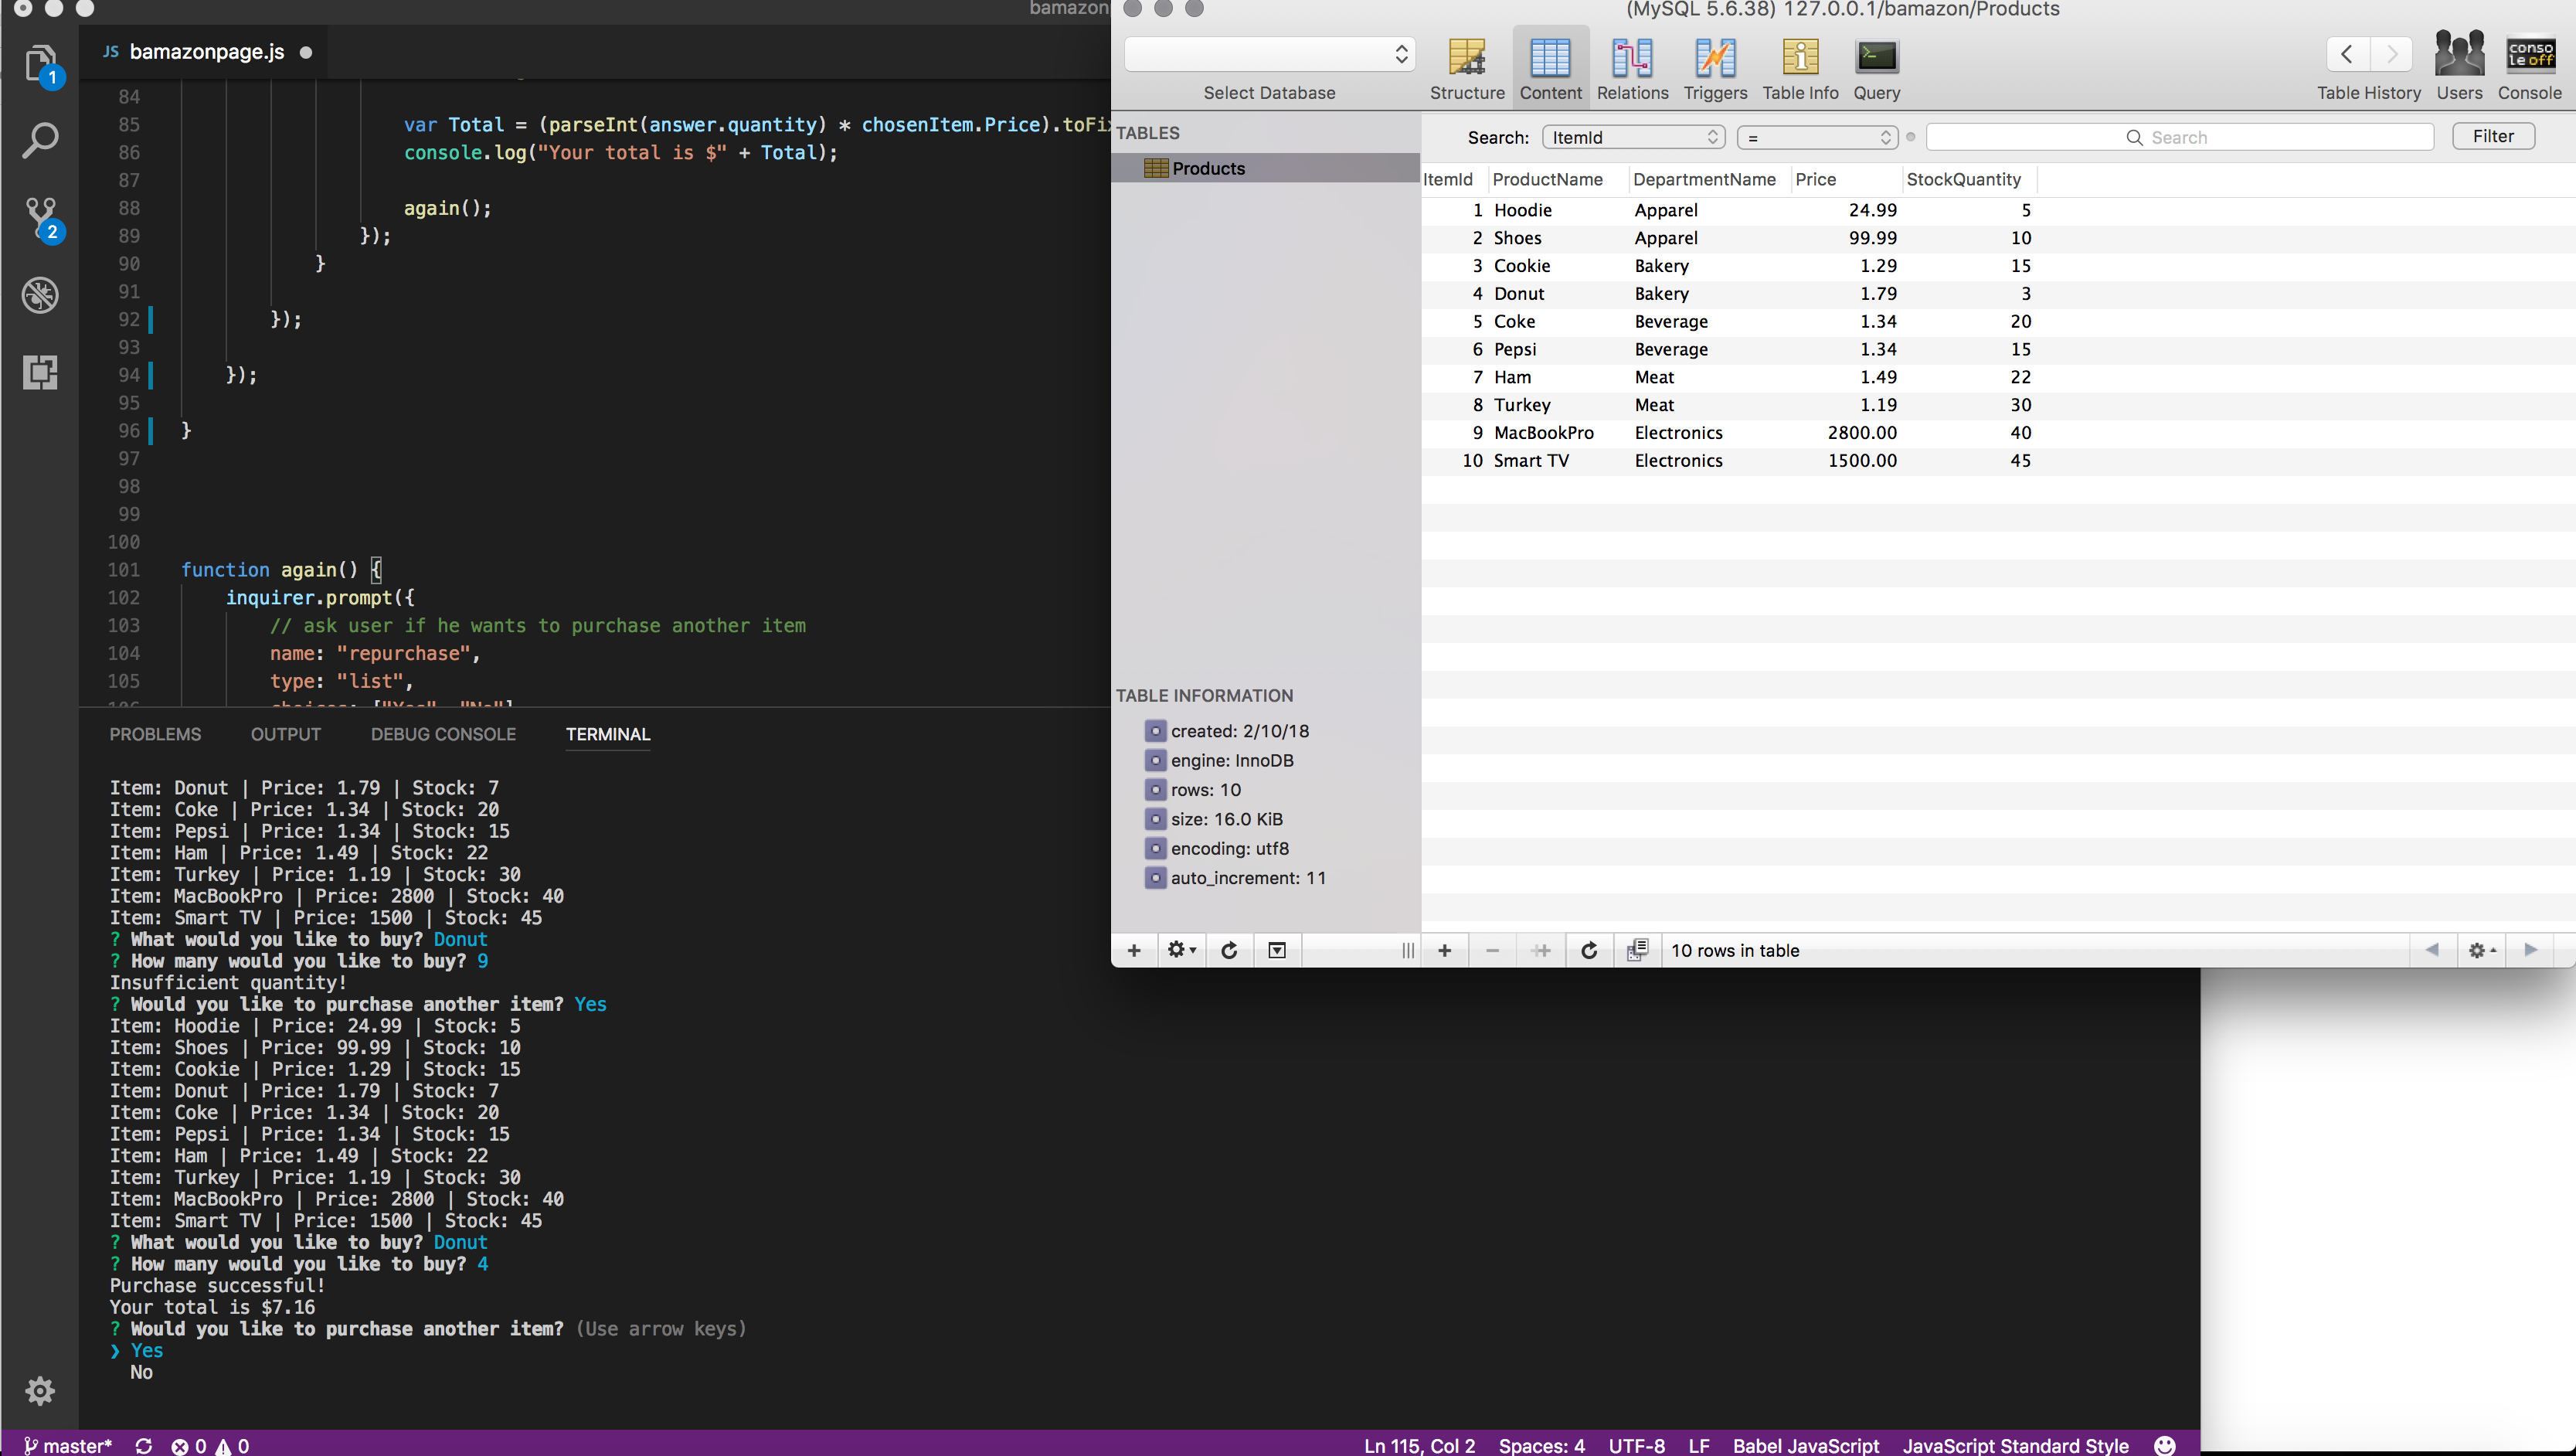 bamazon
JS bamazonpage.js
1
2
84
85 var Total = (parseInt(answer.quantity) * chosenItem.Price).toFi
86 console.log("Your total is $" + Total);
87
88 again();
89 });
90 }
91
92 });
93
94 });
95
96 }
97
98
99
100
101 function again() {
102 inquirer.prompt({
103 // ask user if he wants to purchase another item
104 name: "repurchase",
105 type: "list",
106 choices: ["Yes", "No"]
PROBLEMS OUTPUT DEBUG CONSOLE TERMINAL
Item: Donut | Price: 1.79 | Stock: 7
Item: Coke | Price: 1.34 | Stock: 20
Item: Pepsi | Price: 1.34 | Stock: 15
Item: Ham | Price: 1.49 | Stock: 22
Item: Turkey | Price: 1.19 | Stock: 30
Item: MacBookPro | Price: 2800 | Stock: 40
Item: Smart TV | Price: 1500 | Stock: 45
? What would you like to buy? Donut
? How many would you like to buy? 9
Insufficient quantity!
? Would you like to purchase another item? Yes
Item: Hoodie | Price: 24.99 | Stock: 5
Item: Shoes | Price: 99.99 | Stock: 10
Item: Cookie | Price: 1.29 | Stock: 15
Item: Donut | Price: 1.79 | Stock: 7
Item: Coke | Price: 1.34 | Stock: 20
Item: Pepsi | Price: 1.34 | Stock: 15
Item: Ham | Price: 1.49 | Stock: 22
Item: Turkey | Price: 1.19 | Stock: 30
Item: MacBookPro | Price: 2800 | Stock: 40
Item: Smart TV | Price: 1500 | Stock: 45
? What would you like to buy? Donut
? How many would you like to buy? 4
Purchase successful!
Your total is $7.16
? Would you like to purchase another item? (Use arrow keys)
❯ Yes
No
master* 0 0 Ln 115, Col 2 Spaces: 4 UTF-8 LF Babel JavaScript JavaScript Standard Style
(MySQL 5.6.38) 127.0.0.1/bamazon/Products
conso
le off
Select Database Structure Content Relations Triggers Table Info Query Table History Users Console
TABLES
Products
Search: ItemId = Search Filter
ItemId ProductName DepartmentName Price StockQuantity
1 Hoodie Apparel 24.99 5
2 Shoes Apparel 99.99 10
3 Cookie Bakery 1.29 15
4 Donut Bakery 1.79 3
5 Coke Beverage 1.34 20
6 Pepsi Beverage 1.34 15
7 Ham Meat 1.49 22
8 Turkey Meat 1.19 30
9 MacBookPro Electronics 2800.00 40
10 Smart TV Electronics 1500.00 45
TABLE INFORMATION
created: 2/10/18
engine: InnoDB
rows: 10
size: 16.0 KiB
encoding: utf8
auto_increment: 11
10 rows in table